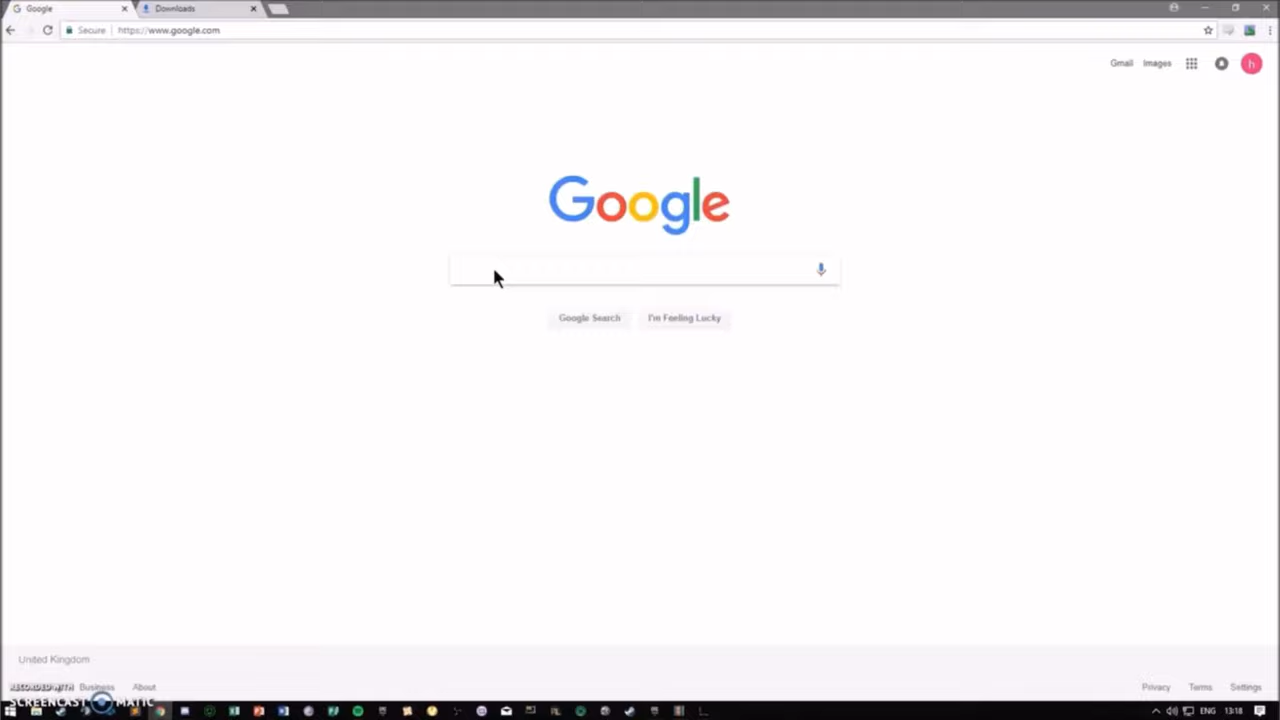 Google
Downloads
Secure
https://www.google.com
Gmail
Images
h
Google
Google Search
I'm Feeling Lucky
United Kingdom
Business
About
Privacy
Terms
Settings
RECORDED WITH
SCREENCAST MATIC
ENG
13:18